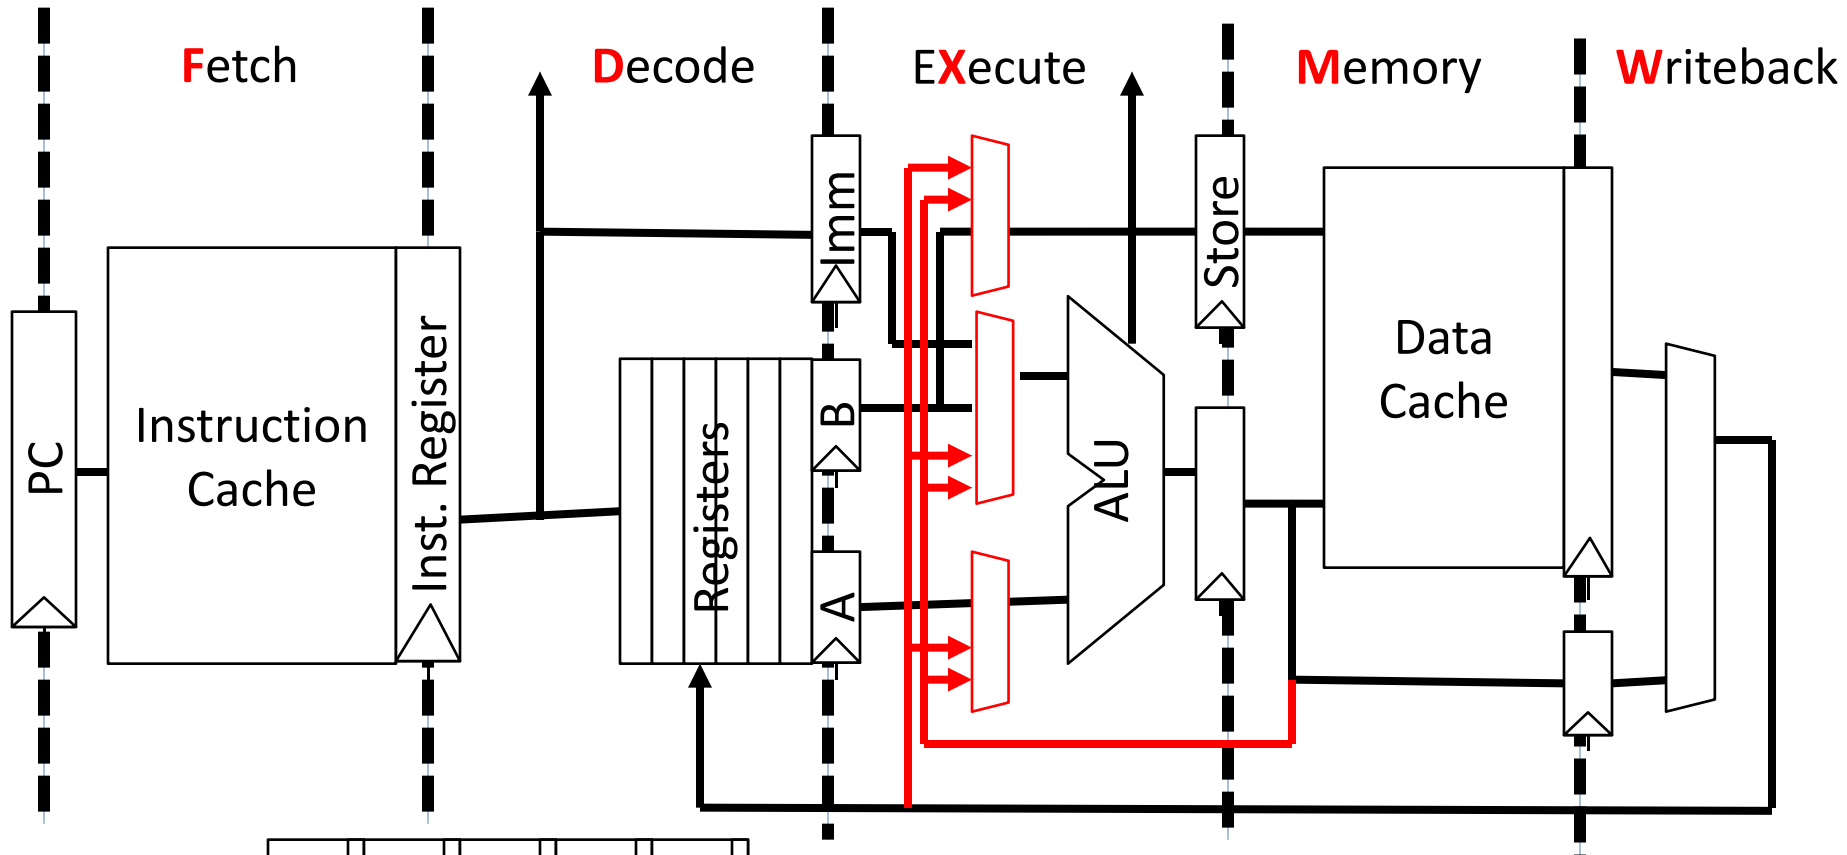 Fetch
Decode
EXecute
Memory
Writeback
PC
Instruction
Cache
Inst. Register
Registers
Imm
B
A
ALU
Store
Data
Cache